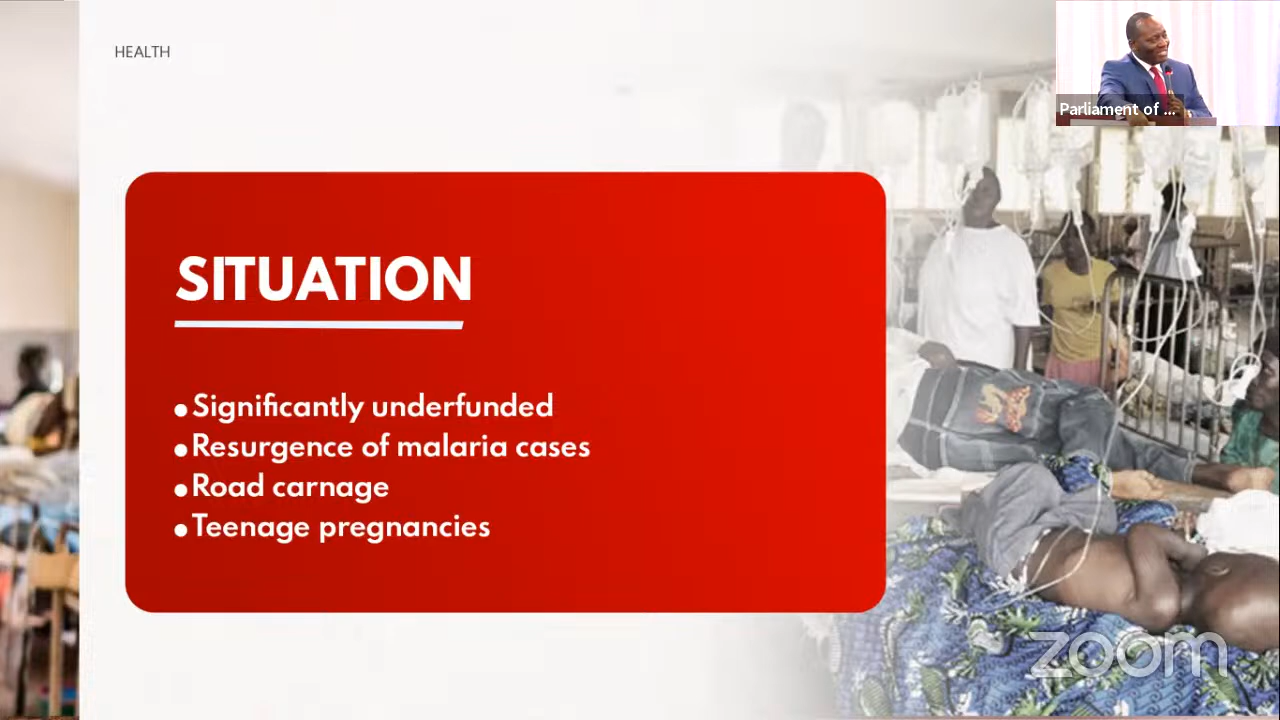 HEALTH
Parliament of ...
SITUATION
• Significantly underfunded
• Resurgence of malaria cases
• Road carnage
• Teenage pregnancies
zoom